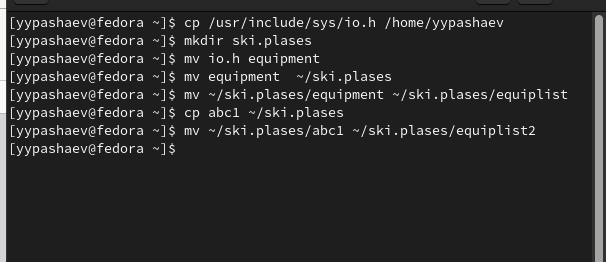 [yypashaev@fedora ~]$ cp /usr/include/sys/io.h /home/yypashaev
[yypashaev@fedora ~]$ mkdir ski.plases
[yypashaev@fedora ~]$ mv io.h equipment
[yypashaev@fedora ~]$ mv equipment  ~/ski.plases
[yypashaev@fedora ~]$ mv ~/ski.plases/equipment ~/ski.plases/equiplist
[yypashaev@fedora ~]$ cp abc1 ~/ski.plases
[yypashaev@fedora ~]$ mv ~/ski.plases/abc1 ~/ski.plases/equiplist2
[yypashaev@fedora ~]$